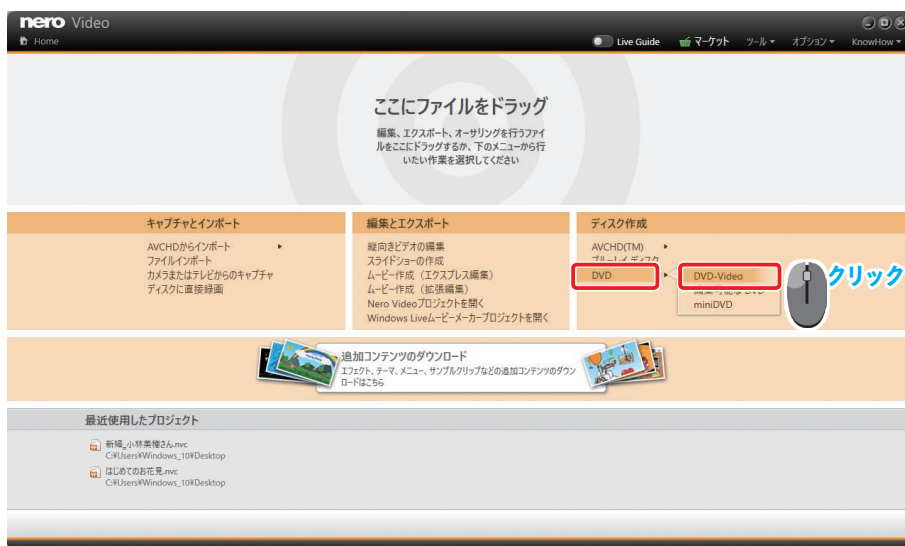 nero Video
Home
Live Guide
マーケット
ツール
オプション
KnowHow
ここにファイルをドラッグ
編集、エクスポート、オーサリングを行うファイ
ルをここにドラッグするか、下のメニューから行
いたい作業を選択してください
キャプチャとインポート
AVCHDからインポート
ファイルインポート
カメラまたはテレビからのキャプチャ
ディスクに直接録画
編集とエクスポート
縦向きビデオの編集
スライドショーの作成
ムービー作成（エクスプレス編集）
ムービー作成（拡張編集）
Nero Videoプロジェクトを開く
Windows Liveムービーメーカープロジェクトを開く
ディスク作成
AVCHD(TM)
ブルーレイ ディスク
DVD
DVD-Video
編集可能な DVD
miniDVD
クリック
追加コンテンツのダウンロード
エフェクト、テーマ、メニュー、サンプルクリップなどの追加コンテンツのダウン
ロードはこちら
最近使用したプロジェクト
新婦_小林美穂さん.nvc
C:¥Users¥Windows_10¥Desktop
はじめてのお花見.nvc
C:¥Users¥Windows_10¥Desktop